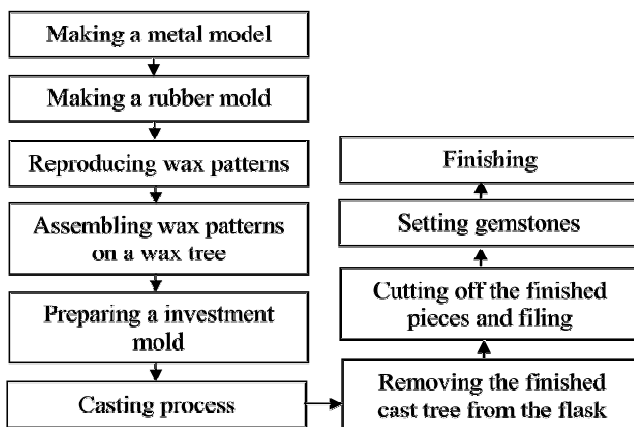 Making a metal model
Making a rubber mold
Reproducing wax patterns
Assembling wax patterns
on a wax tree
Preparing a investment
mold
Casting process
Removing the finished
cast tree from the flask
Cutting off the finished
pieces and filing
Setting gemstones
Finishing